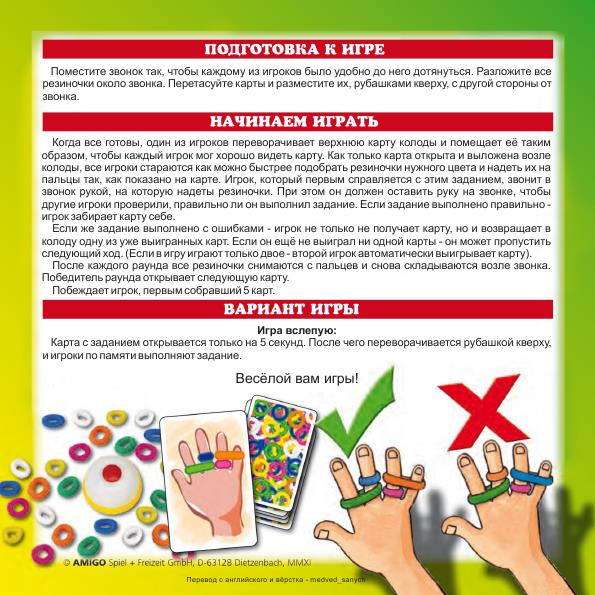 ПОДГОТОВКА К ИГРЕ
Поместите звонок так, чтобы каждому из игроков было удобно до него дотянуться. Разложите все
резиночки около звонка. Перетасуйте карты и разместите их, рубашками кверху, с другой стороны от
звонка.
НАЧИНАЕМ ИГРАТЬ
Когда все готовы, один из игроков переворачивает верхнюю карту колоды и помещает её таким
образом, чтобы каждый игрок мог хорошо видеть карту. Как только карта открыта и выложена возле
колоды, все игроки стараются как можно быстрее подобрать резиночки нужного цвета и надеть их на
пальцы так, как показано на карте. Игрок, который первым справляется с этим заданием, звонит в
звонок рукой, на которую надеты резиночки. При этом он должен оставить руку на звонке, чтобы
другие игроки проверили, правильно ли он выполнил задание. Если задание выполнено правильно -
игрок забирает карту себе.
Если же задание выполнено с ошибками - игрок не только не получает карту, но и возвращает в
колоду одну из уже выигранных карт. Если он ещё не выиграл ни одной карты - он может пропустить
следующий ход. (Если в игру играют только двое - второй игрок автоматически выигрывает карту).
После каждого раунда все резиночки снимаются с пальцев и снова складываются возле звонка.
Победитель раунда открывает следующую карту.
Побеждает игрок, первым собравший 5 карт.
ВАРИАНТ ИГРЫ
Игра вслепую:
Карта с заданием открывается только на 5 секунд. После чего переворачивается рубашкой кверху,
и игроки по памяти выполняют задание.
Весёлой вам игры!
© AMIGO Spiel + Freizeit GmbH, D-63128 Dietzenbach, MMXI
Перевод с английского и вёрстка - medved_sanych